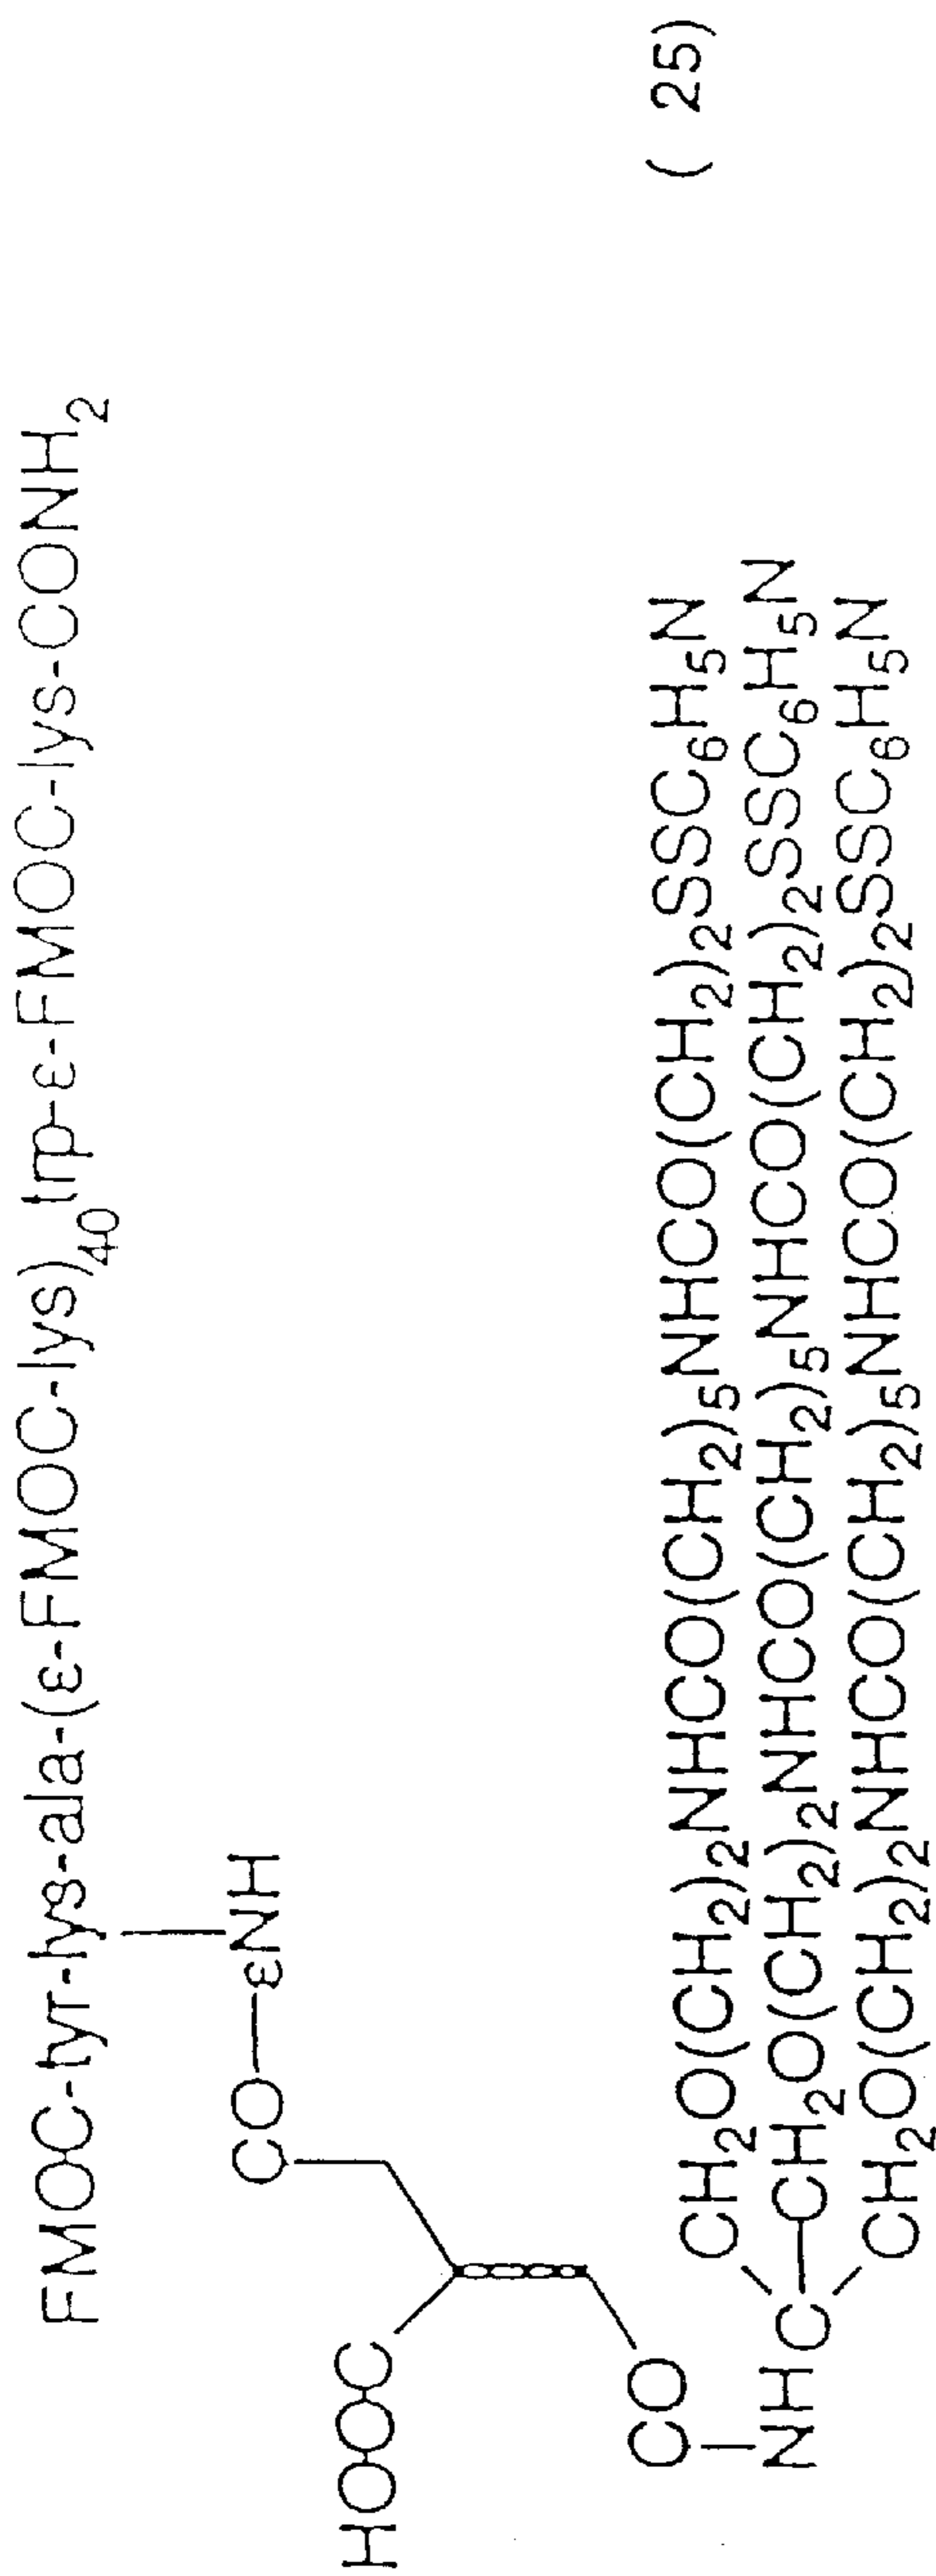 FMOC-tyr-lys-ala-(ε-FMOC-lys)₄₀trp-ε-FMOC-lys-CONH₂
CO—εNH
HOOC
CO
NHC
CH₂O(CH₂)₂NHCO(CH₂)₅NHCO(CH₂)₂SSC₆H₅N
CH₂O(CH₂)₂NHCO(CH₂)₅NHCO(CH₂)₂SSC₆H₅N
CH₂O(CH₂)₂NHCO(CH₂)₅NHCO(CH₂)₂SSC₆H₅N
( 25)